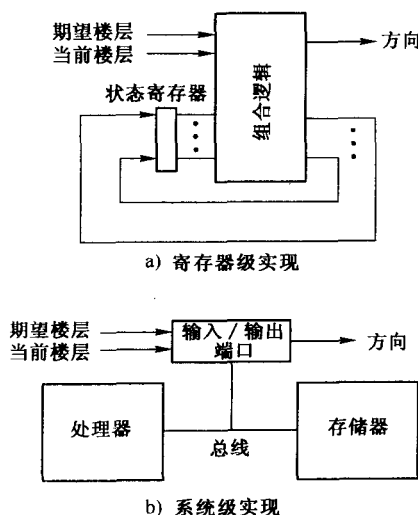 期望楼层
当前楼层
状态寄存器
组合逻辑
方向
a) 寄存器级实现
期望楼层
当前楼层
输入/输出
端口
方向
处理器
总线
存储器
b) 系统级实现